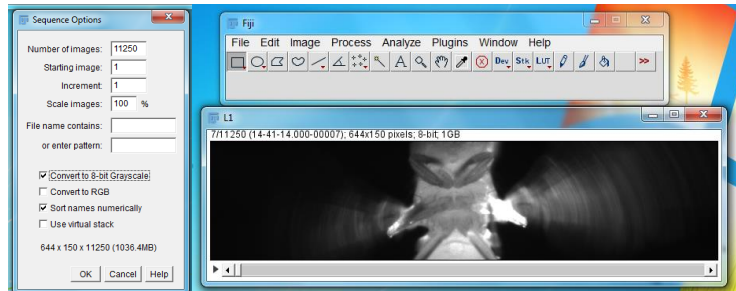 Sequence Options
Number of images: 11250
Starting image: 1
Increment: 1
Scale images: 100 %
File name contains:
or enter pattern:
Convert to 8-bit Grayscale
Convert to RGB
Sort names numerically
Use virtual stack
644 x 150 x 11250 (1036.4MB)
OK Cancel Help
Fiji
File Edit Image Process Analyze Plugins Window Help
A Dev Stk LUT >>
L1
7/11250 (14-41-14.000-00007); 644x150 pixels; 8-bit; 1GB